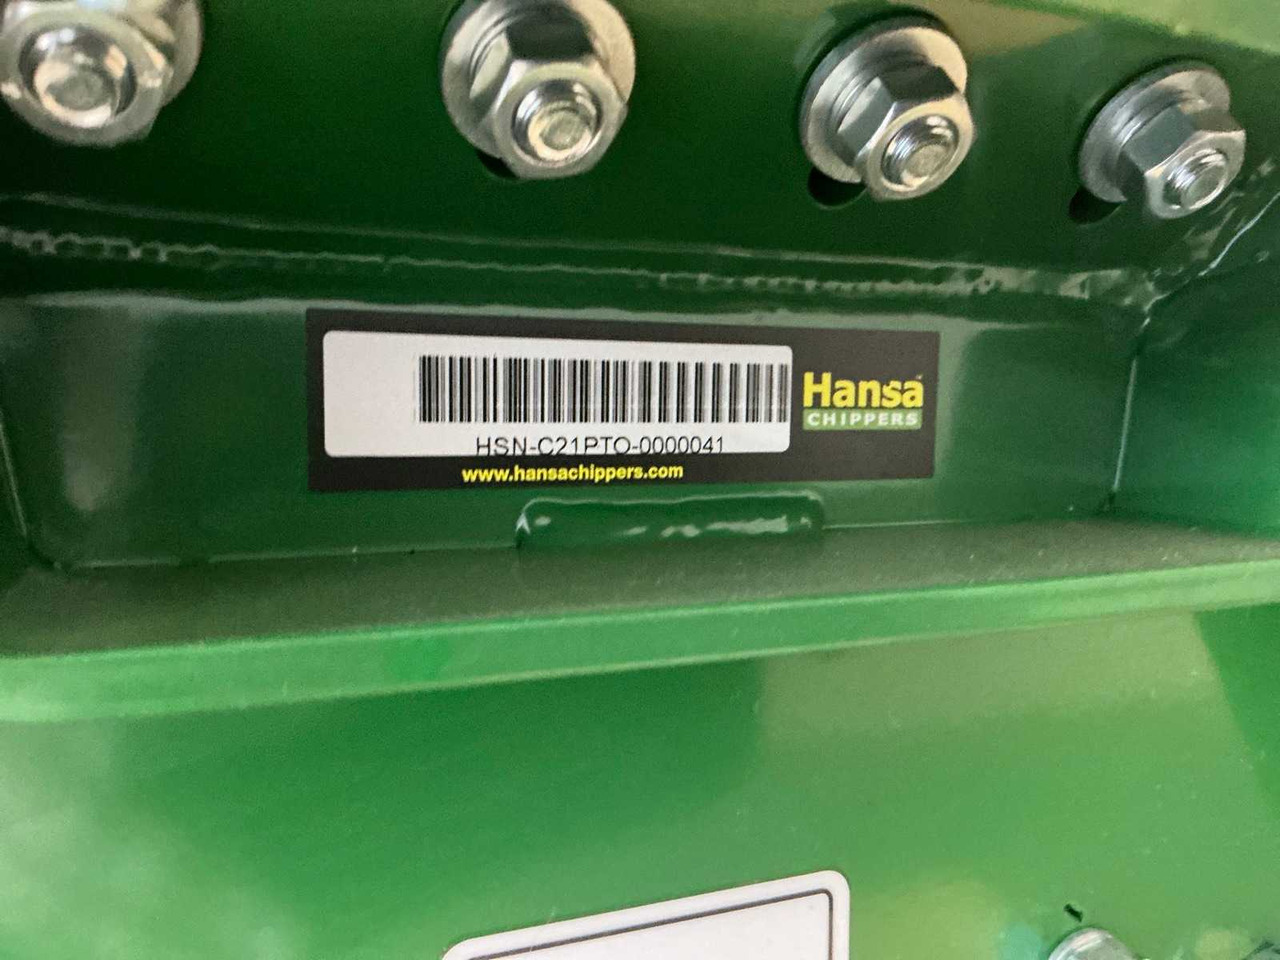 HSN-C21PTO-0000041
www.hansachippers.com
Hansa
CHIPPERS